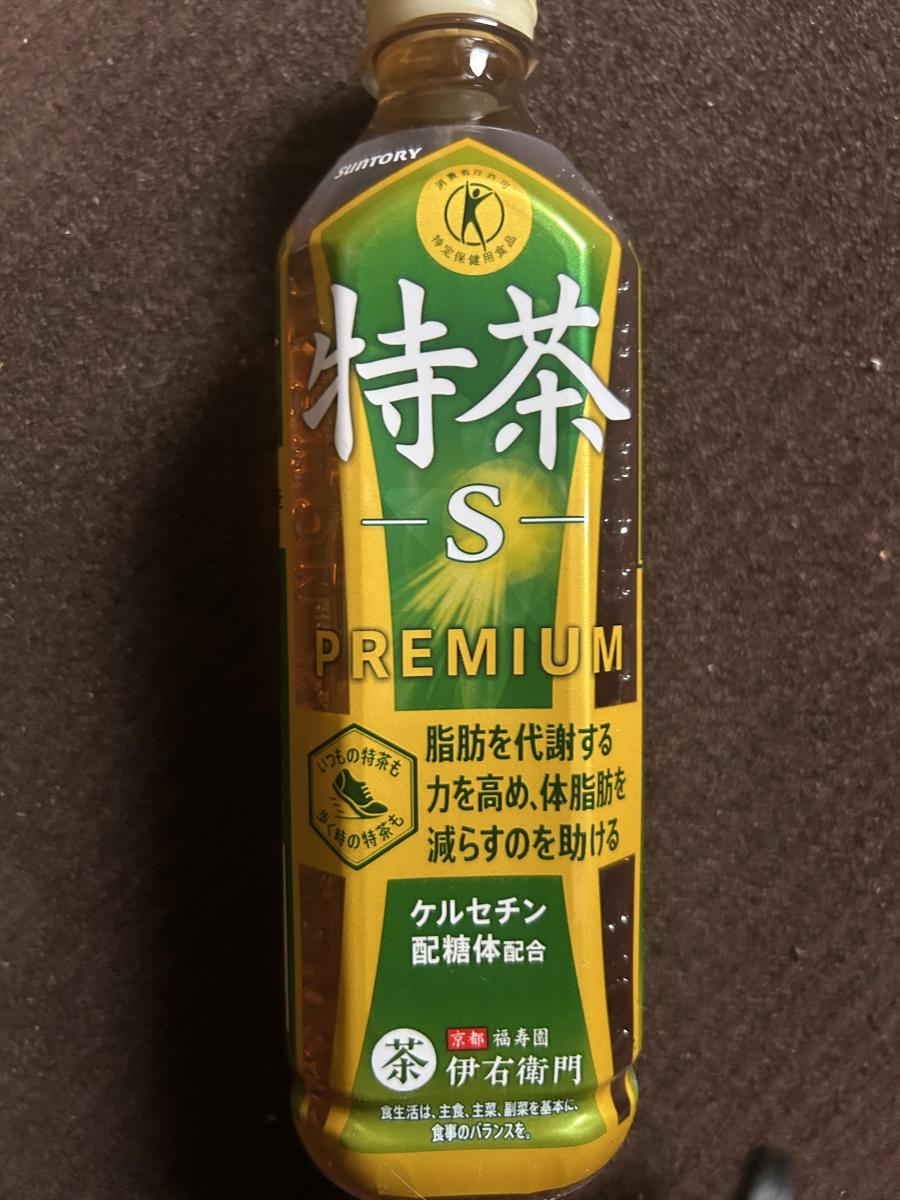 SUNTORY
消費者庁許可
特定保健用食品
特茶
S
PREMIUM
いつもの特茶も
歩く時の特茶も
脂肪を代謝する
力を高め、体脂肪を
減らすのを助ける
ケルセチン
配糖体配合
茶
京都 福寿園
伊右衛門
食生活は、主食、主菜、副菜を基本に、
食事のバランスを。